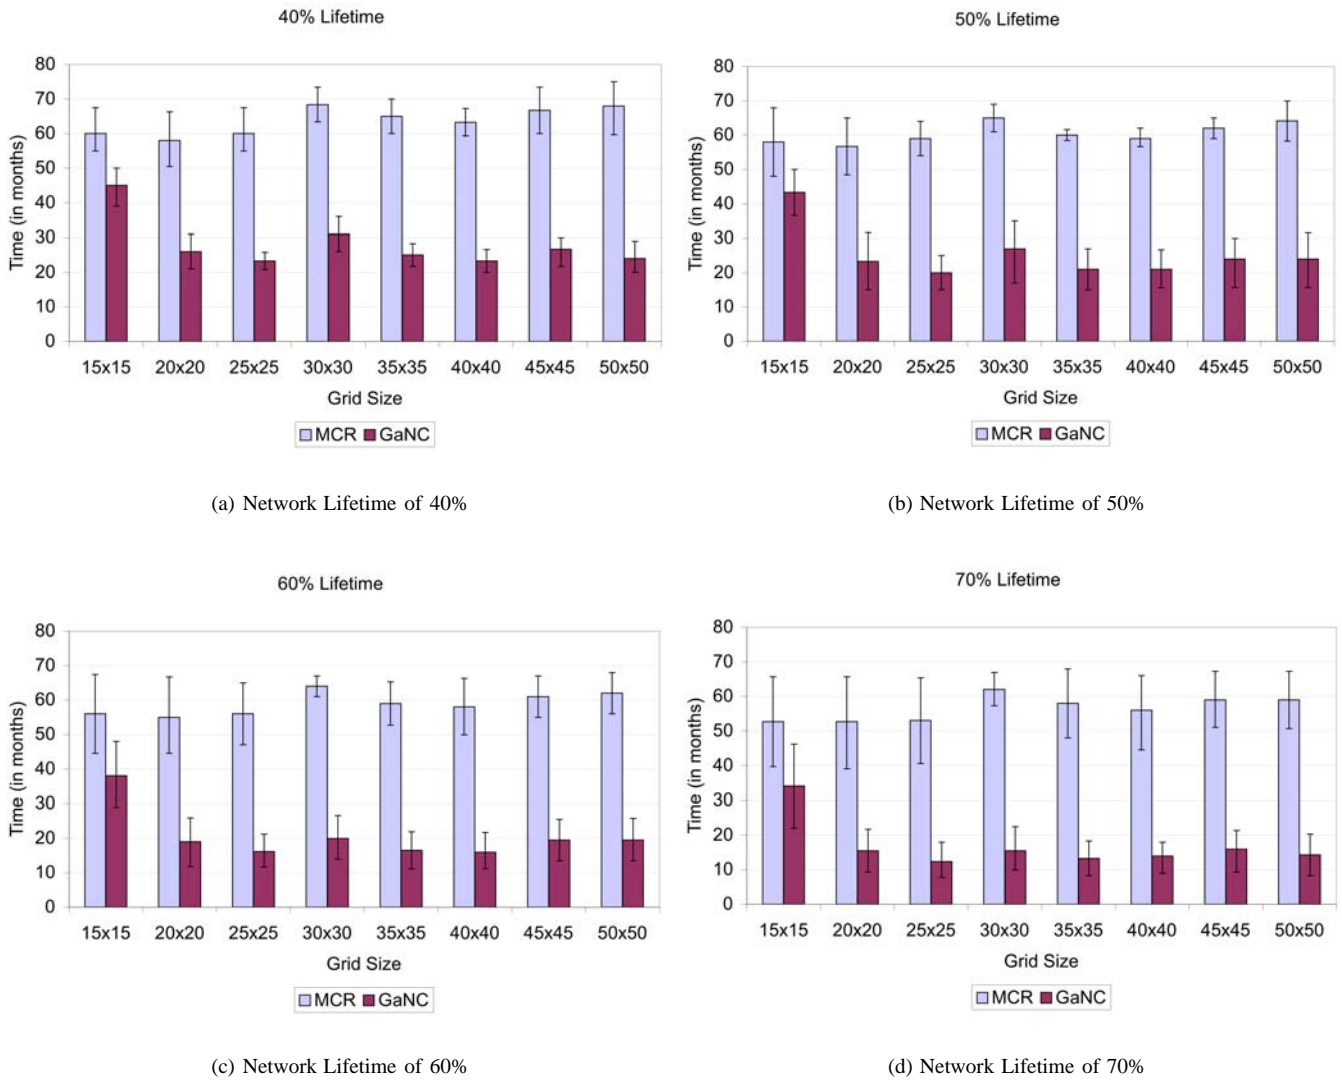 40% Lifetime
Time (in months)
80
70
60
50
40
30
20
10
0
15x15 20x20 25x25 30x30 35x35 40x40 45x45 50x50
Grid Size
MCR GaNC
(a) Network Lifetime of 40%
50% Lifetime
Time (in months)
80
70
60
50
40
30
20
10
0
15x15 20x20 25x25 30x30 35x35 40x40 45x45 50x50
Grid Size
MCR GaNC
(b) Network Lifetime of 50%
60% Lifetime
Time (in months)
80
70
60
50
40
30
20
10
0
15x15 20x20 25x25 30x30 35x35 40x40 45x45 50x50
Grid Size
MCR GaNC
(c) Network Lifetime of 60%
70% Lifetime
Time (in months)
80
70
60
50
40
30
20
10
0
15x15 20x20 25x25 30x30 35x35 40x40 45x45 50x50
Grid Size
MCR GaNC
(d) Network Lifetime of 70%